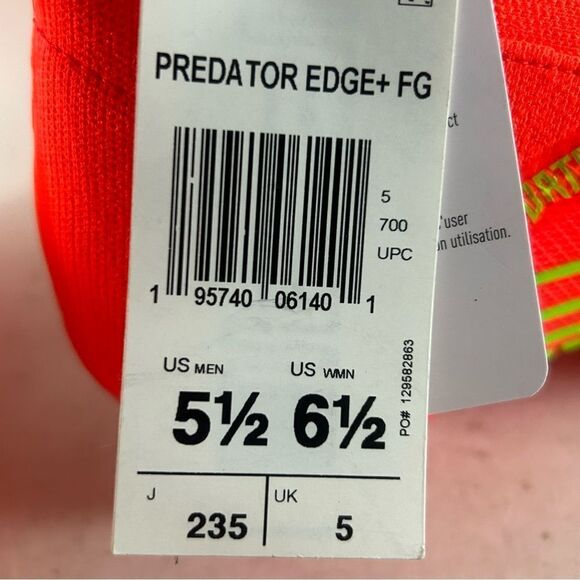 PREDATOR EDGE+ FG
5
700
UPC
1 95740 06140 1
US MEN US WMN
5½ 6½
PO# 129582863
J UK
235 5
ct
l'user
utilisation.